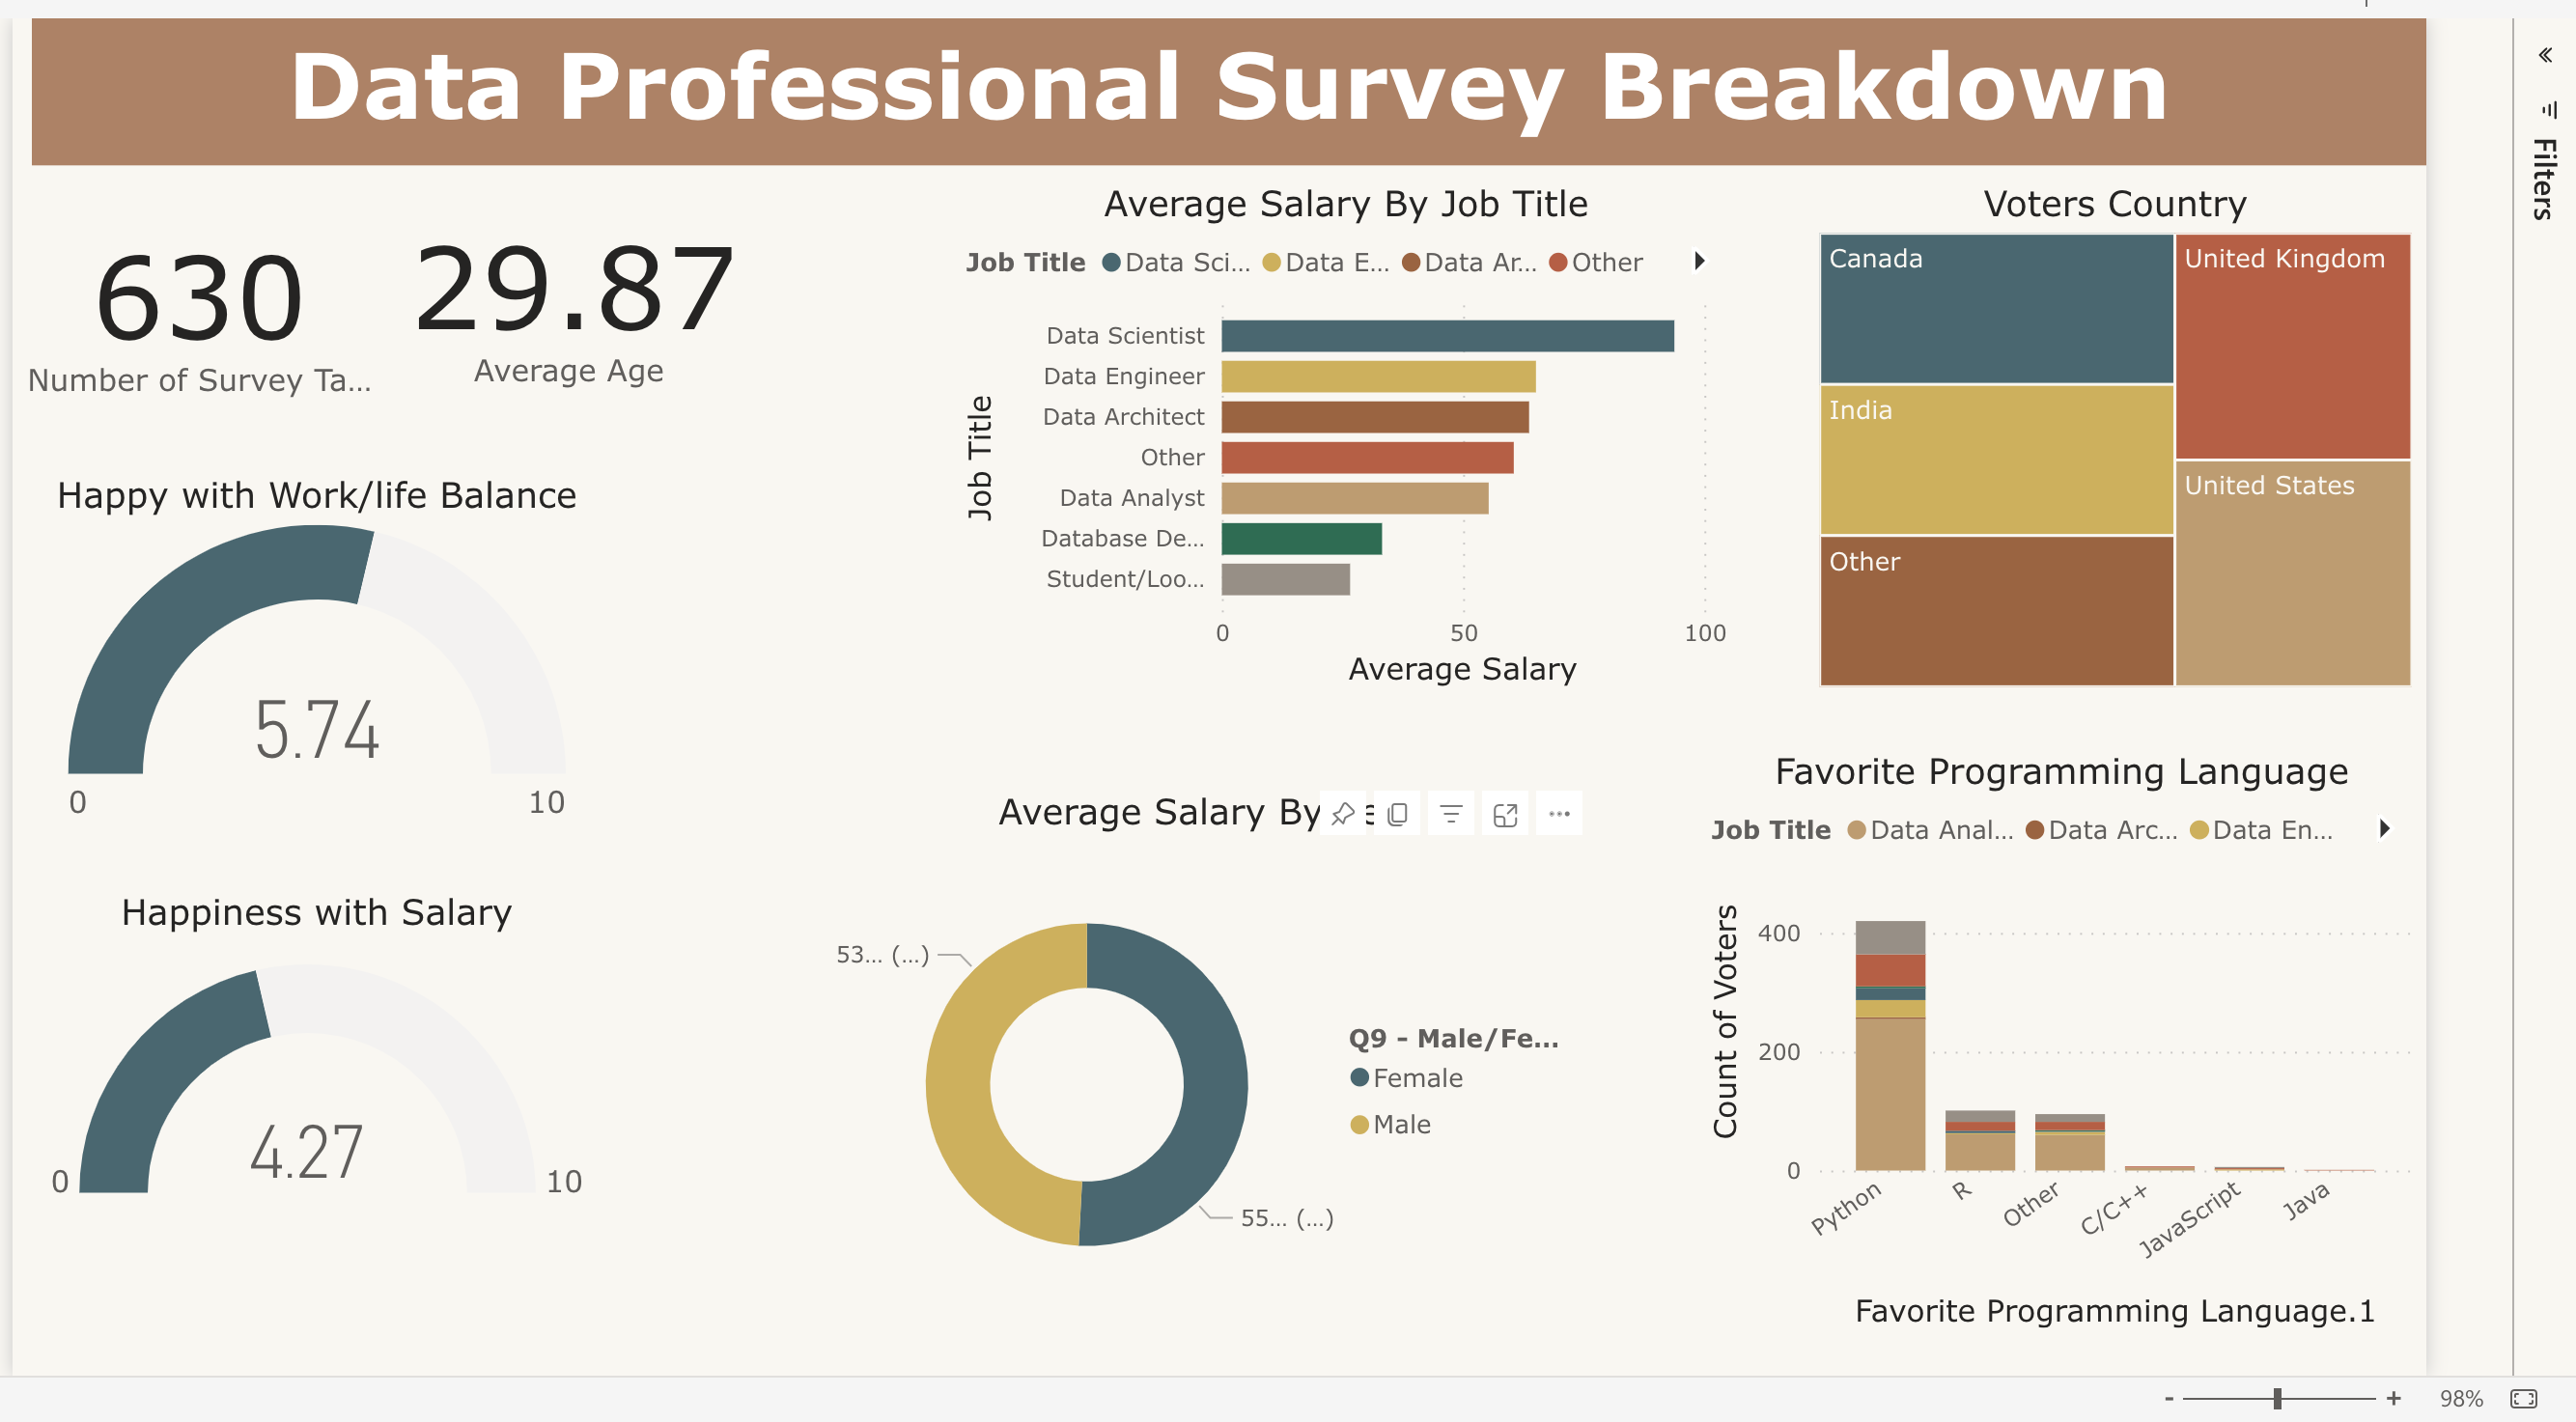 Data Professional Survey Breakdown
Filters
630
Number of Survey Ta...
29.87
Average Age
Happy with Work/life Balance
5.74
0
10
Happiness with Salary
4.27
0
10
Average Salary By Job Title
Job Title Data Sci... Data E... Data Ar... Other
Job Title
Data Scientist
Data Engineer
Data Architect
Other
Data Analyst
Database De...
Student/Loo...
0 50 100
Average Salary
Voters Country
Canada
United Kingdom
India
United States
Other
Average Salary By
53... (...)
55... (...)
Q9 - Male/Fe...
Female
Male
Favorite Programming Language
Job Title Data Anal... Data Arc... Data En...
Count of Voters
400
200
0
Python R Other C/C++ JavaScript Java
Favorite Programming Language.1
- + 98%